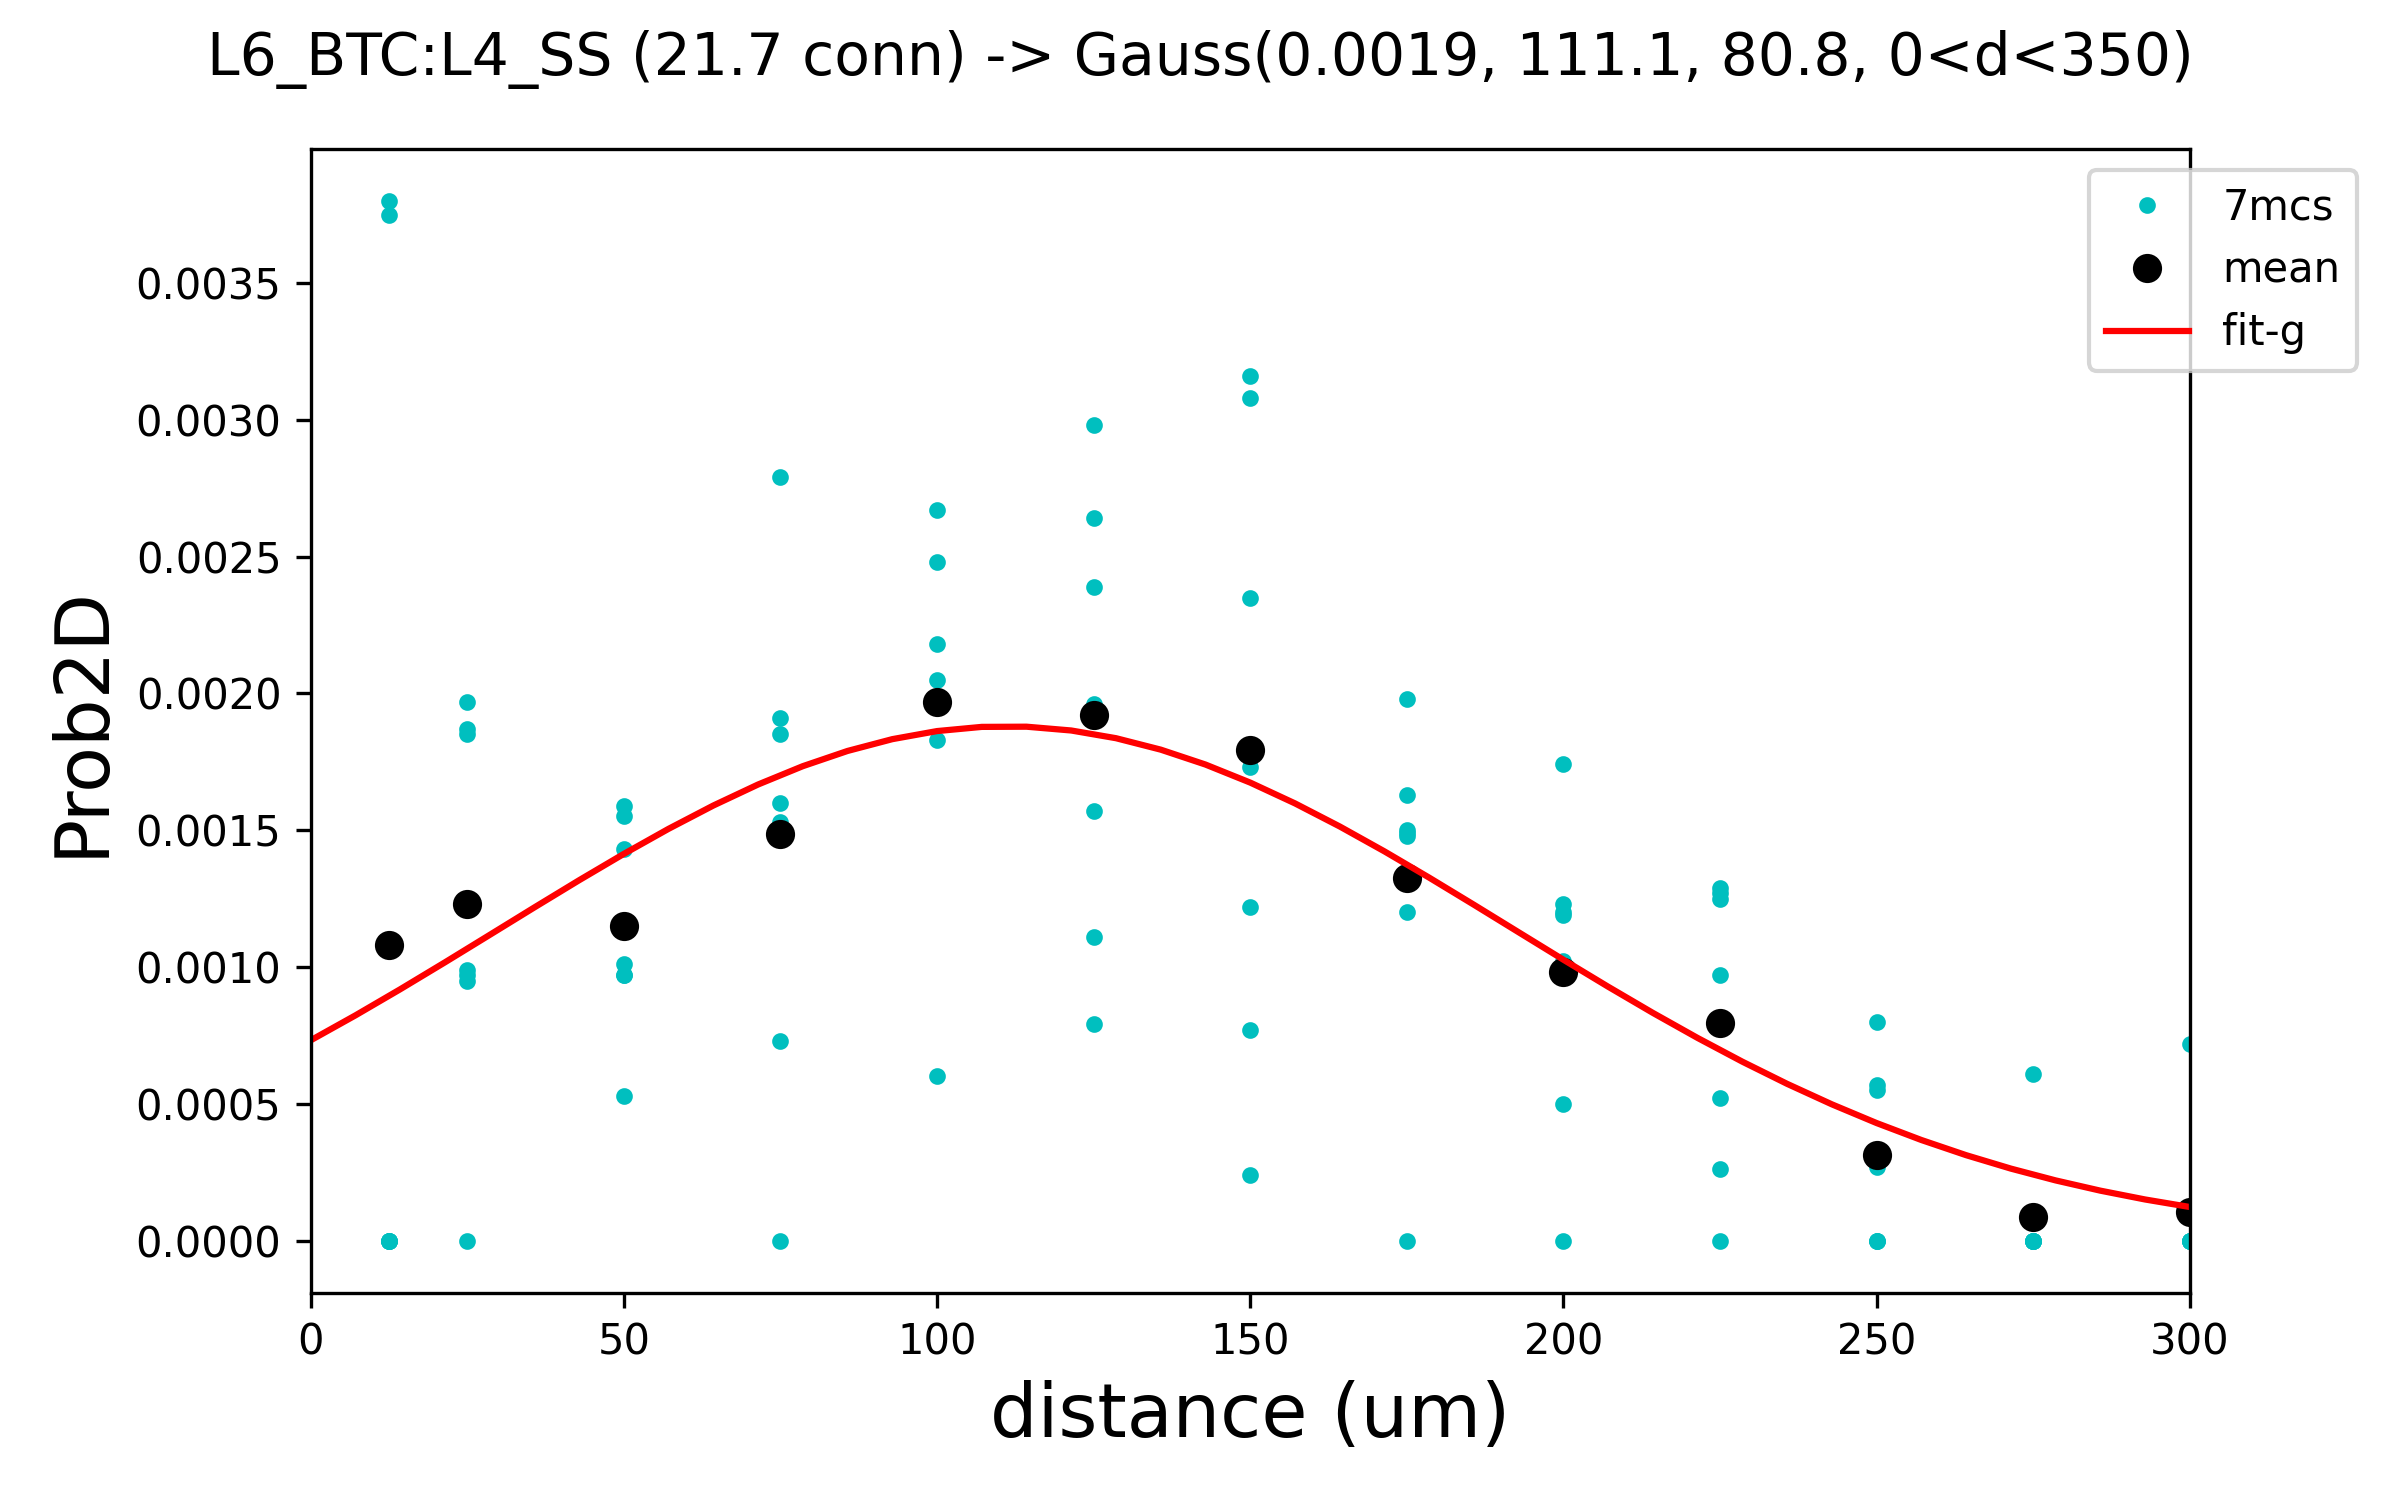 L6_BTC:L4_SS (21.7 conn) -> Gauss(0.0019, 111.1, 80.8, 0<d<350)
7mcs
mean
fit-g
Prob2D
0.0035
0.0030
0.0025
0.0020
0.0015
0.0010
0.0005
0.0000
0 50 100 150 200 250 300
distance (um)